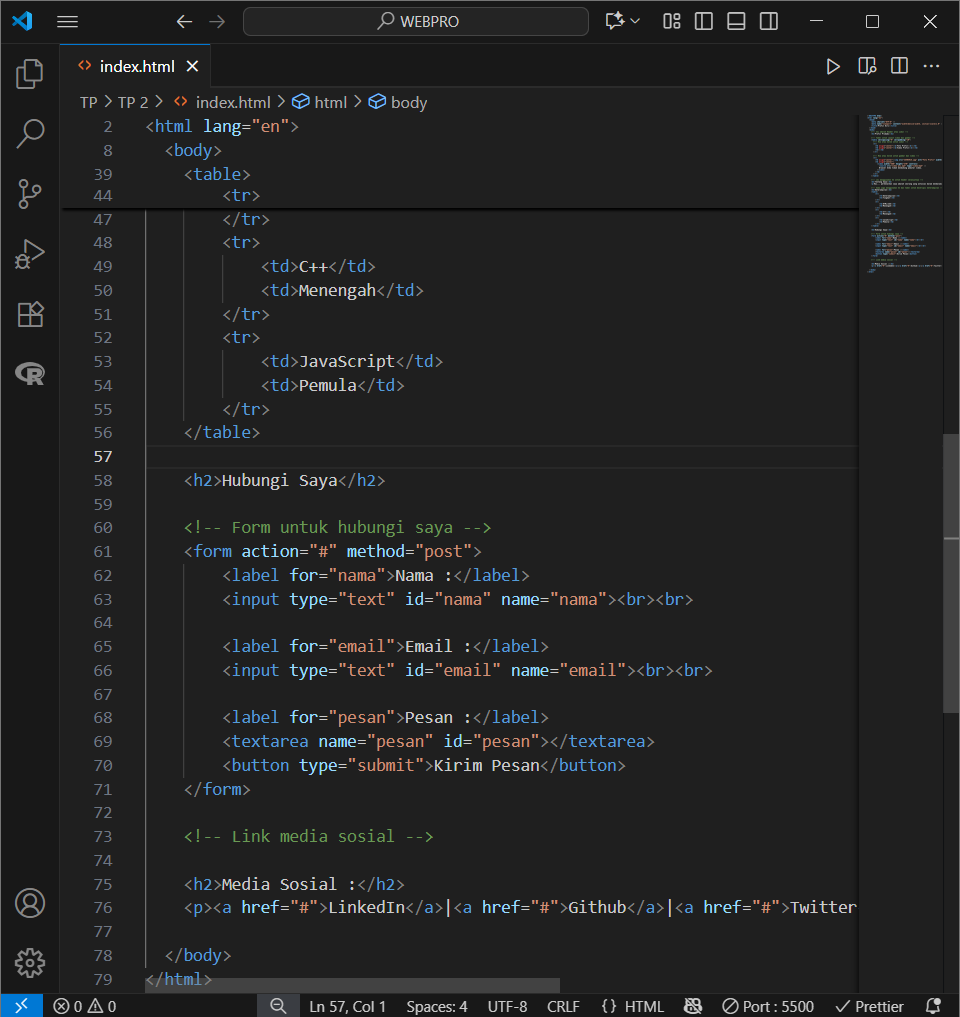 WEBPRO
index.html
TP > TP 2 > index.html > html > body
2 <html lang="en">
8 <body>
39 <table>
44 <tr>
47 </tr>
48 <tr>
49 <td>C++</td>
50 <td>Menengah</td>
51 </tr>
52 <tr>
53 <td>JavaScript</td>
54 <td>Pemula</td>
55 </tr>
56 </table>
57
58 <h2>Hubungi Saya</h2>
59
60 <!-- Form untuk hubungi saya -->
61 <form action="#" method="post">
62 <label for="nama">Nama :</label>
63 <input type="text" id="nama" name="nama"><br><br>
64
65 <label for="email">Email :</label>
66 <input type="text" id="email" name="email"><br><br>
67
68 <label for="pesan">Pesan :</label>
69 <textarea name="pesan" id="pesan"></textarea>
70 <button type="submit">Kirim Pesan</button>
71 </form>
72
73 <!-- Link media sosial -->
74
75 <h2>Media Sosial :</h2>
76 <p><a href="#">LinkedIn</a>|<a href="#">Github</a>|<a href="#">Twitter
77
78 </body>
79 </html>
0 0 Ln 57, Col 1 Spaces: 4 UTF-8 CRLF {} HTML Port : 5500 Prettier